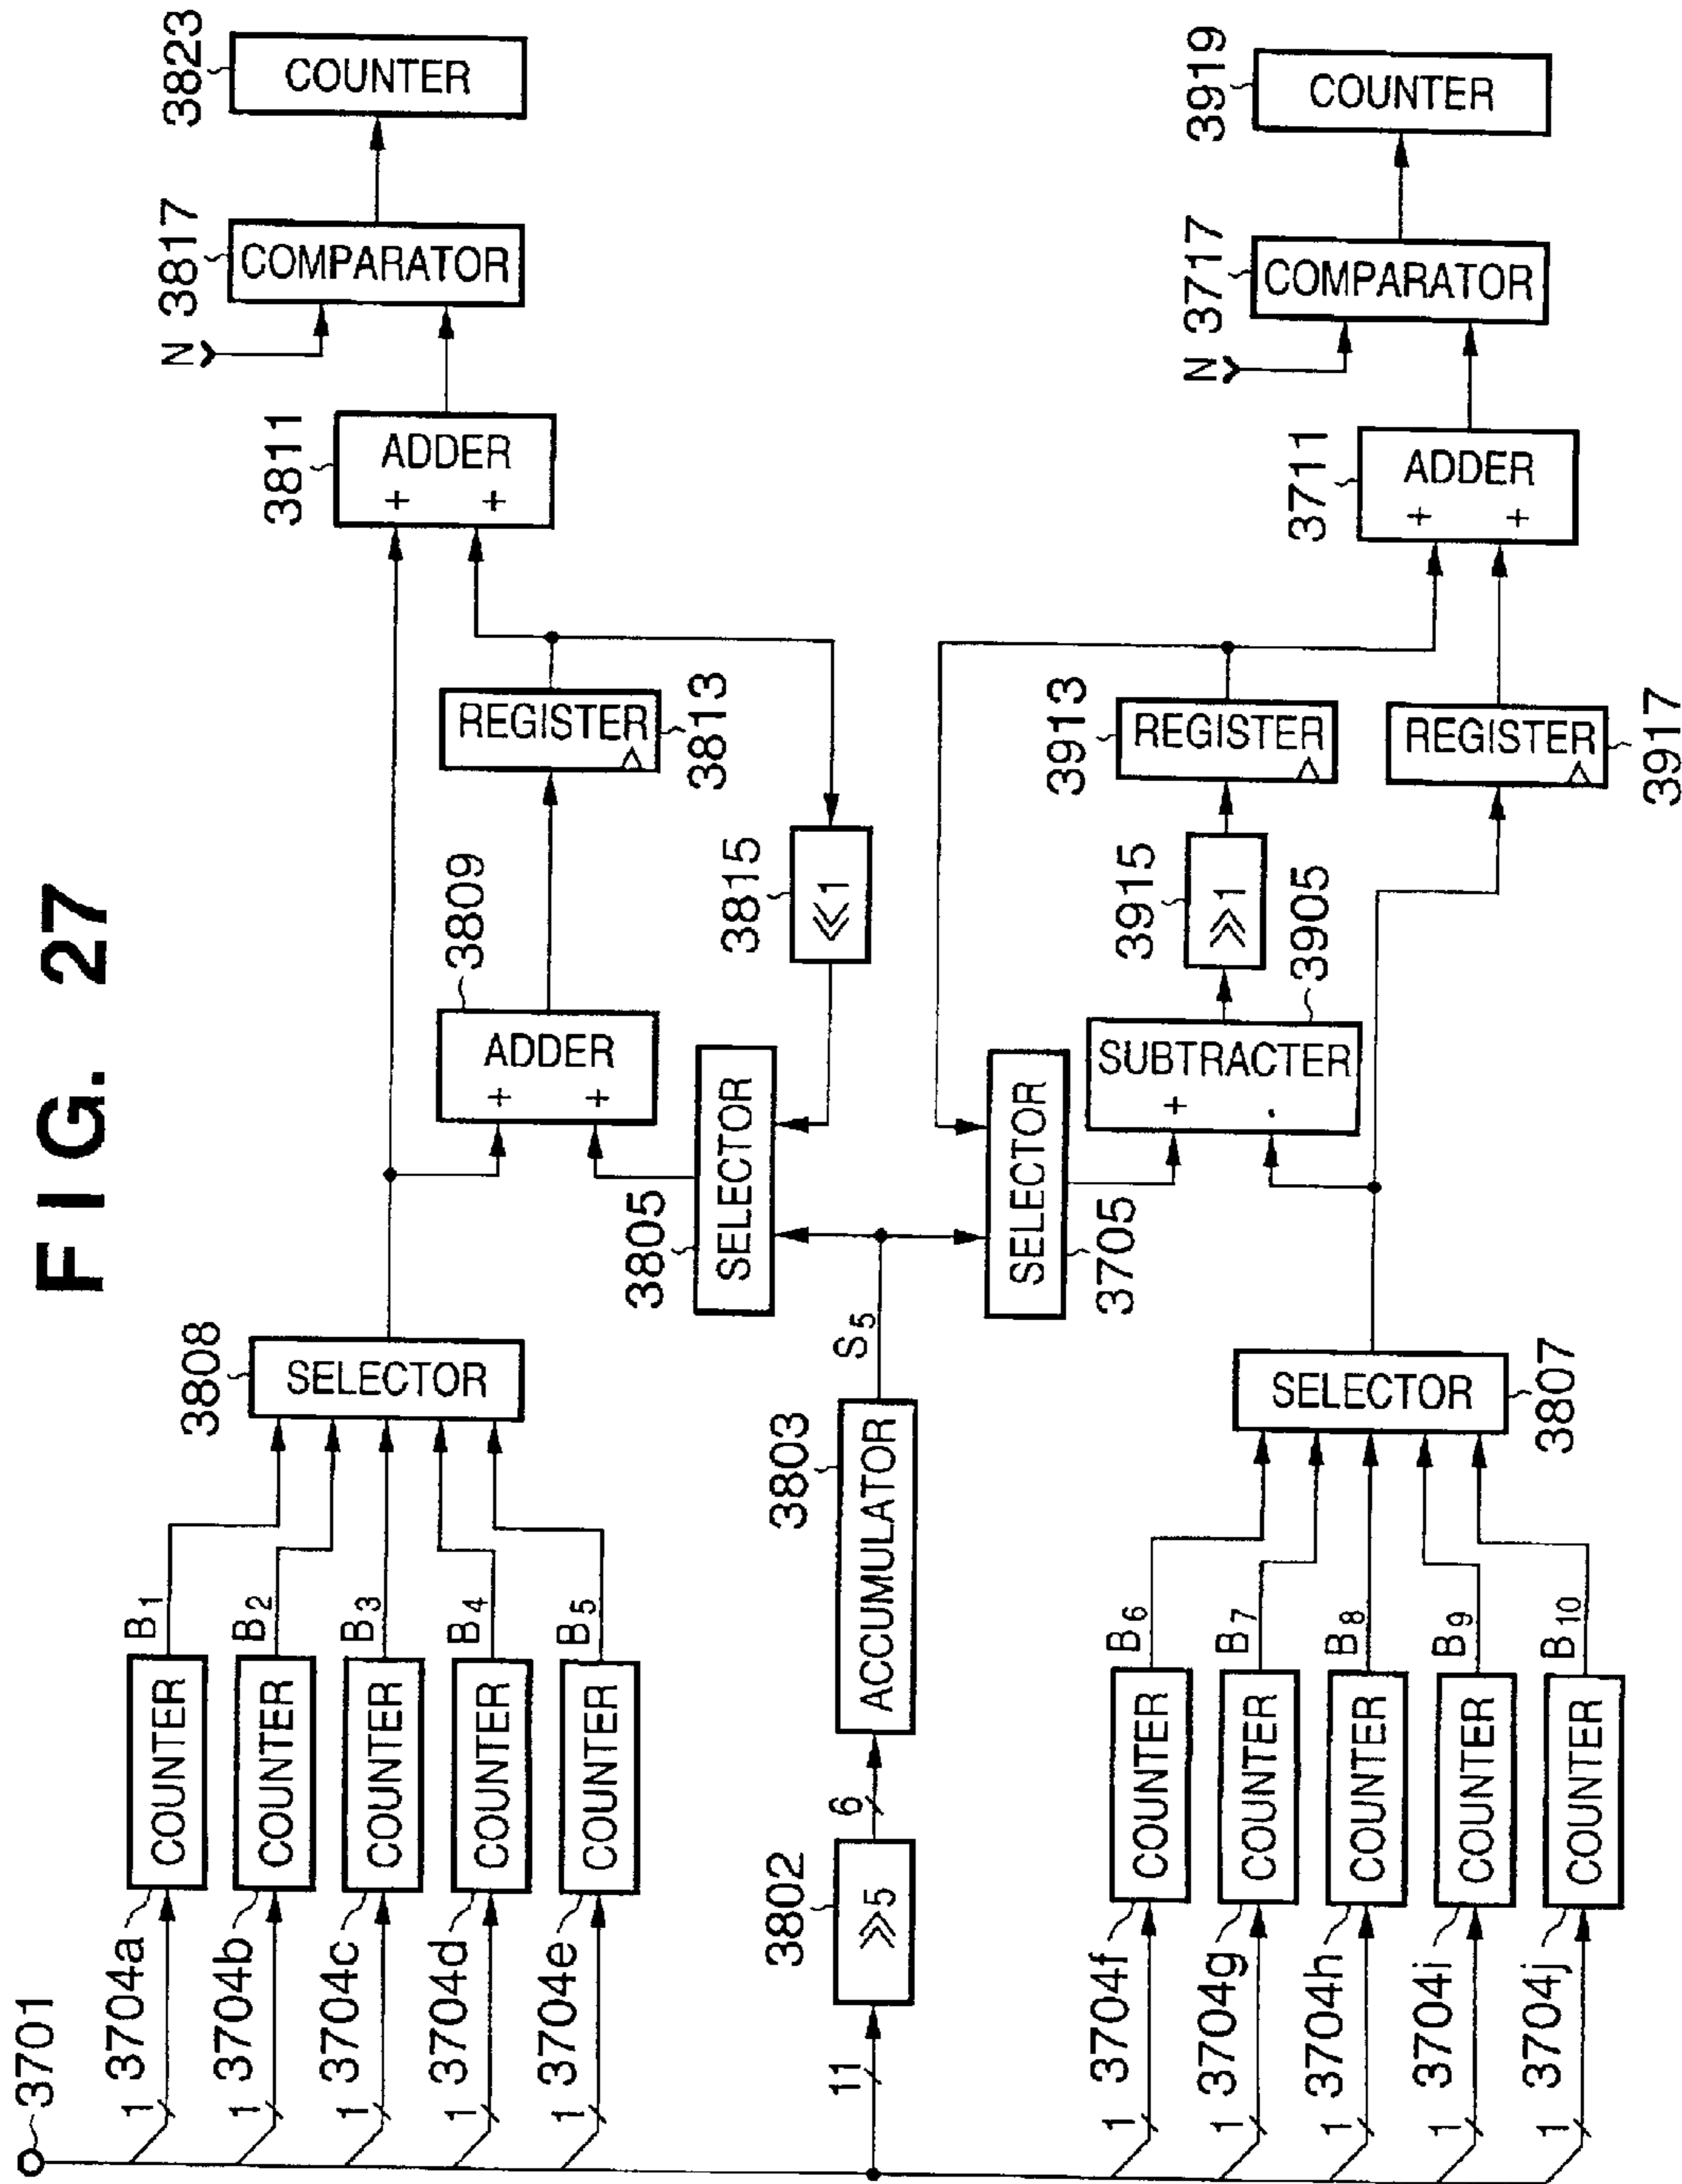 FIG. 27
3701
1
3704a
COUNTER
B1
1
3704b
COUNTER
B2
1
3704c
COUNTER
B3
1
3704d
COUNTER
B4
1
3704e
COUNTER
B5
3808
SELECTOR
3809
ADDER
+
+
REGISTER
3813
3811
ADDER
+
+
N
3817
COMPARATOR
3823
COUNTER
3805
SELECTOR
3815
<<1
11
3802
>>5
6
3803
ACCUMULATOR
S5
SELECTOR
3705
SUBTRACTER
+
-
3905
3915
>>1
3913
REGISTER
REGISTER
3917
3711
ADDER
+
+
N
3717
COMPARATOR
3919
COUNTER
1
3704f
COUNTER
B6
1
3704g
COUNTER
B7
1
3704h
COUNTER
B8
1
3704i
COUNTER
B9
1
3704j
COUNTER
B10
SELECTOR
3807